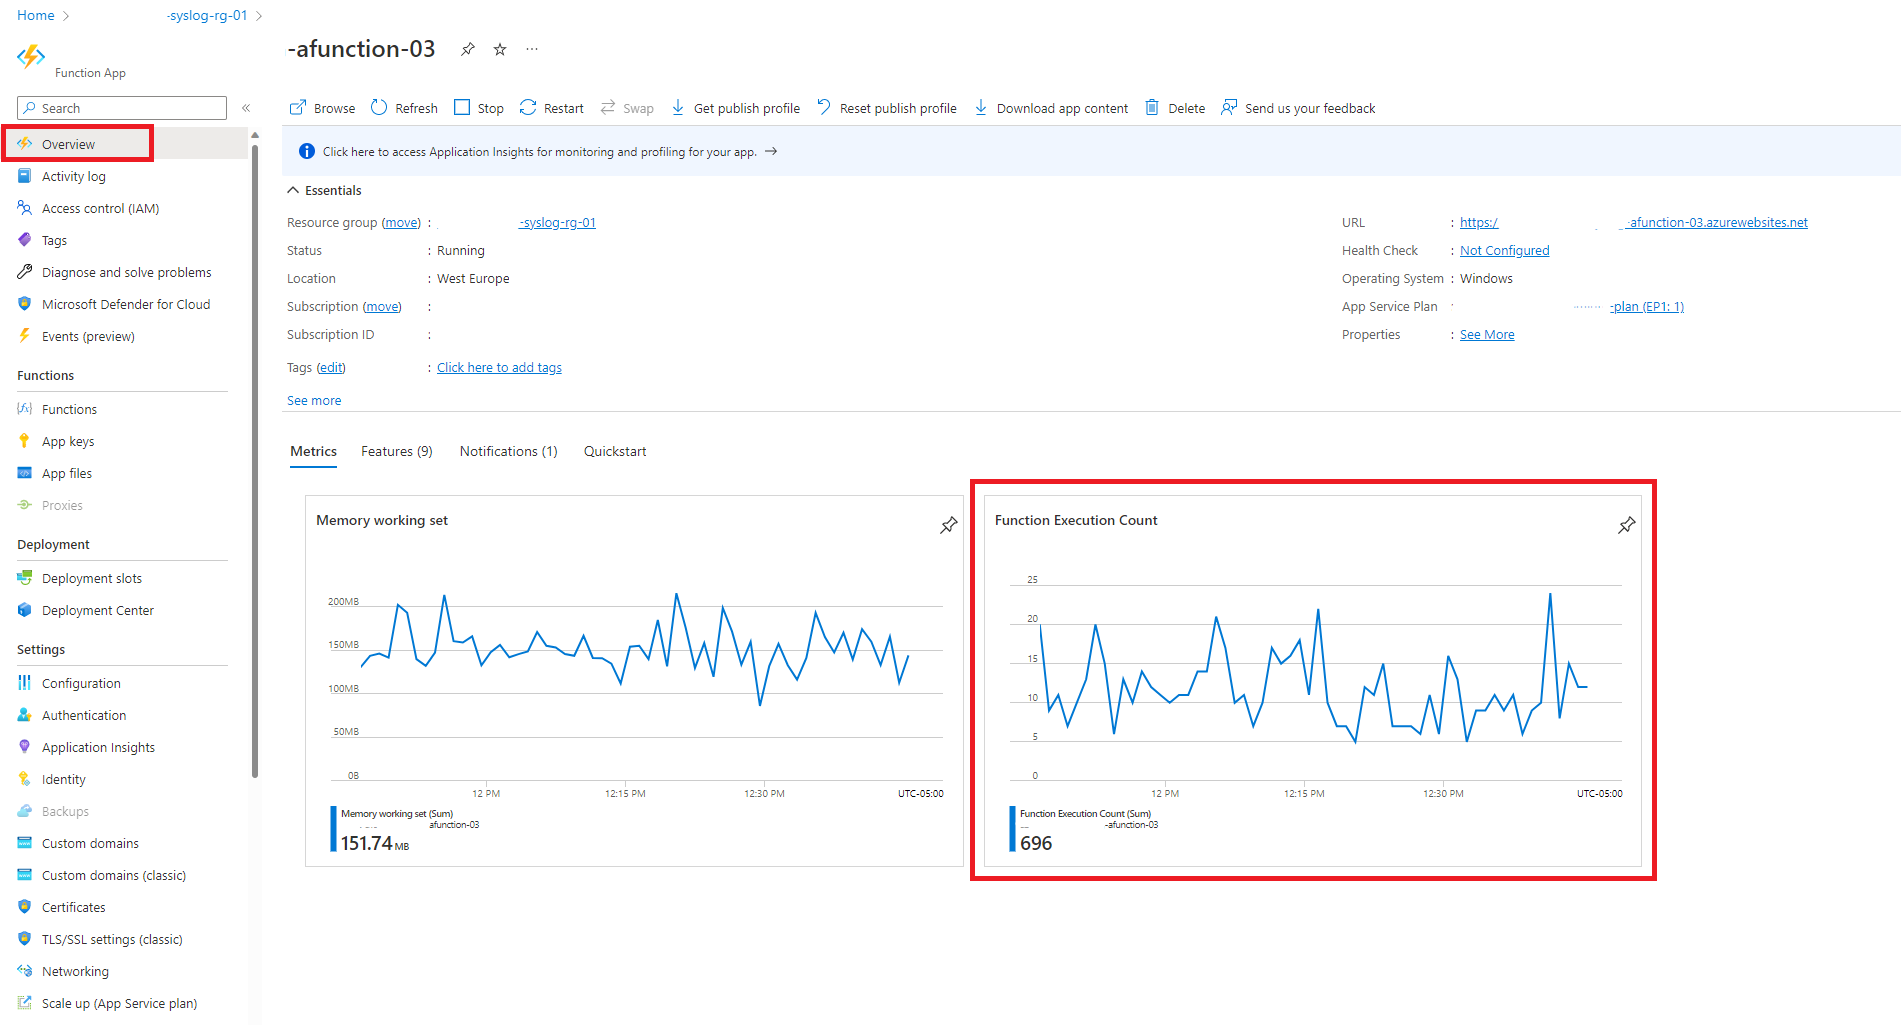 Home
-syslog-rg-01
-afunction-03
Function App
Search
Overview
Activity log
Access control (IAM)
Tags
Diagnose and solve problems
Microsoft Defender for Cloud
Events (preview)
Functions
Functions
App keys
App files
Proxies
Deployment
Deployment slots
Deployment Center
Settings
Configuration
Authentication
Application Insights
Identity
Backups
Custom domains
Custom domains (classic)
Certificates
TLS/SSL settings (classic)
Networking
Scale up (App Service plan)
Browse Refresh Stop Restart Swap Get publish profile Reset publish profile Download app content Delete Send us your feedback
Click here to access Application Insights for monitoring and profiling for your app.
Essentials
Resource group (move) : -syslog-rg-01
Status : Running
Location : West Europe
Subscription (move) :
Subscription ID :
Tags (edit) : Click here to add tags
See more
URL : https:/ -afunction-03.azurewebsites.net
Health Check : Not Configured
Operating System : Windows
App Service Plan -plan (EP1: 1)
Properties : See More
Metrics Features (9) Notifications (1) Quickstart
Memory working set
200MB
150MB
100MB
50MB
0B
12 PM 12:15 PM 12:30 PM UTC-05:00
Memory working set (Sum)
afunction-03
151.74 MB
Function Execution Count
25
20
15
10
5
0
12 PM 12:15 PM 12:30 PM UTC-05:00
Function Execution Count (Sum)
-afunction-03
696